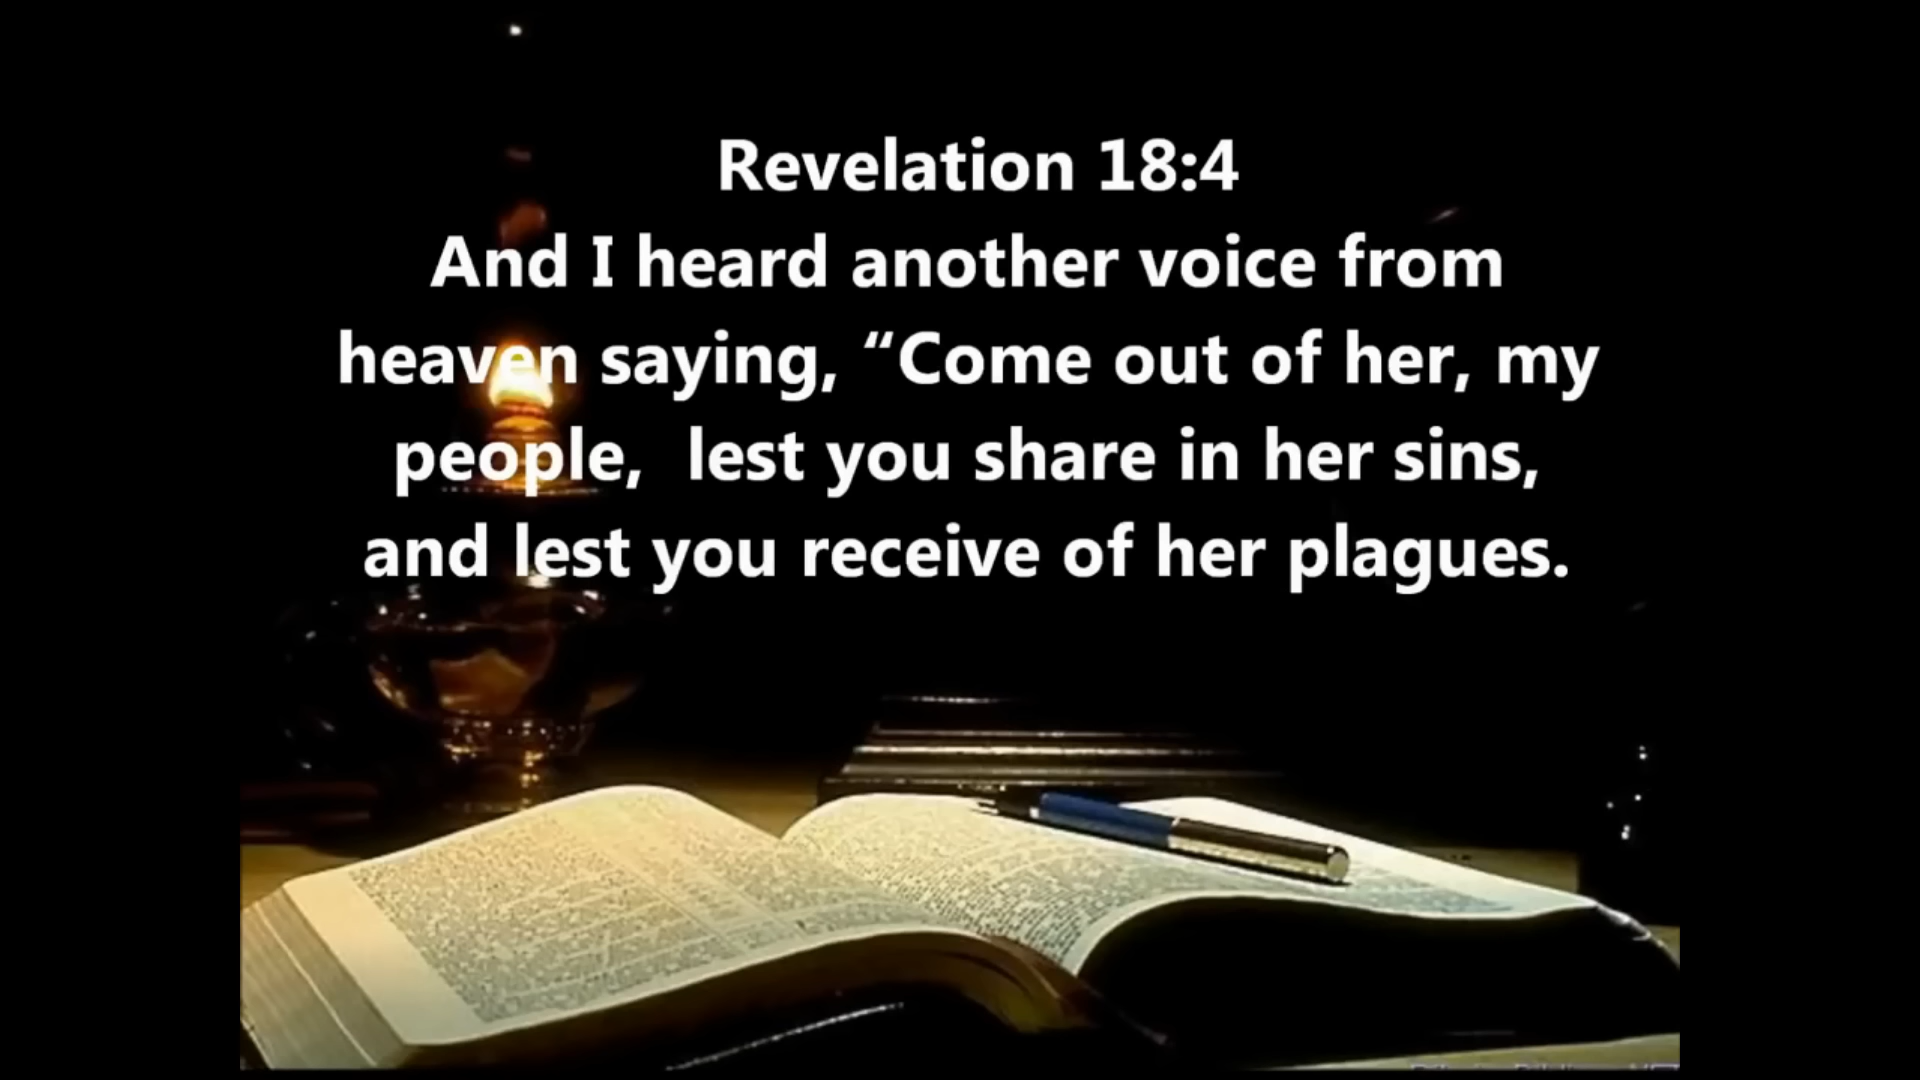 Revelation 18:4
And I heard another voice from
heaven saying, “Come out of her, my
people,  lest you share in her sins,
and lest you receive of her plagues.